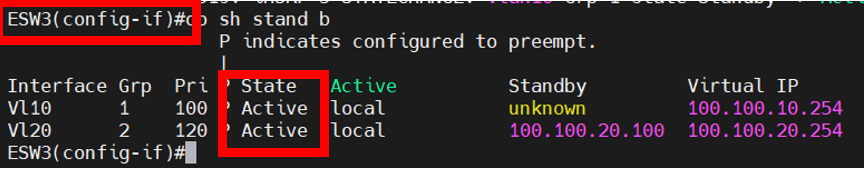 ESW3(config-if)#do sh stand b
P indicates configured to preempt.
|
Interface Grp Pri P State Active Standby Virtual IP
Vl10 1 100 P Active local unknown 100.100.10.254
Vl20 2 120 P Active local 100.100.20.100 100.100.20.254
ESW3(config-if)#